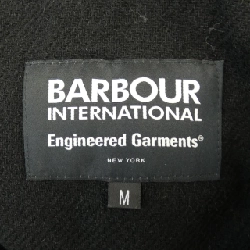 BARBOUR
INTERNATIONAL
Engineered Garments®
NEW YORK
M